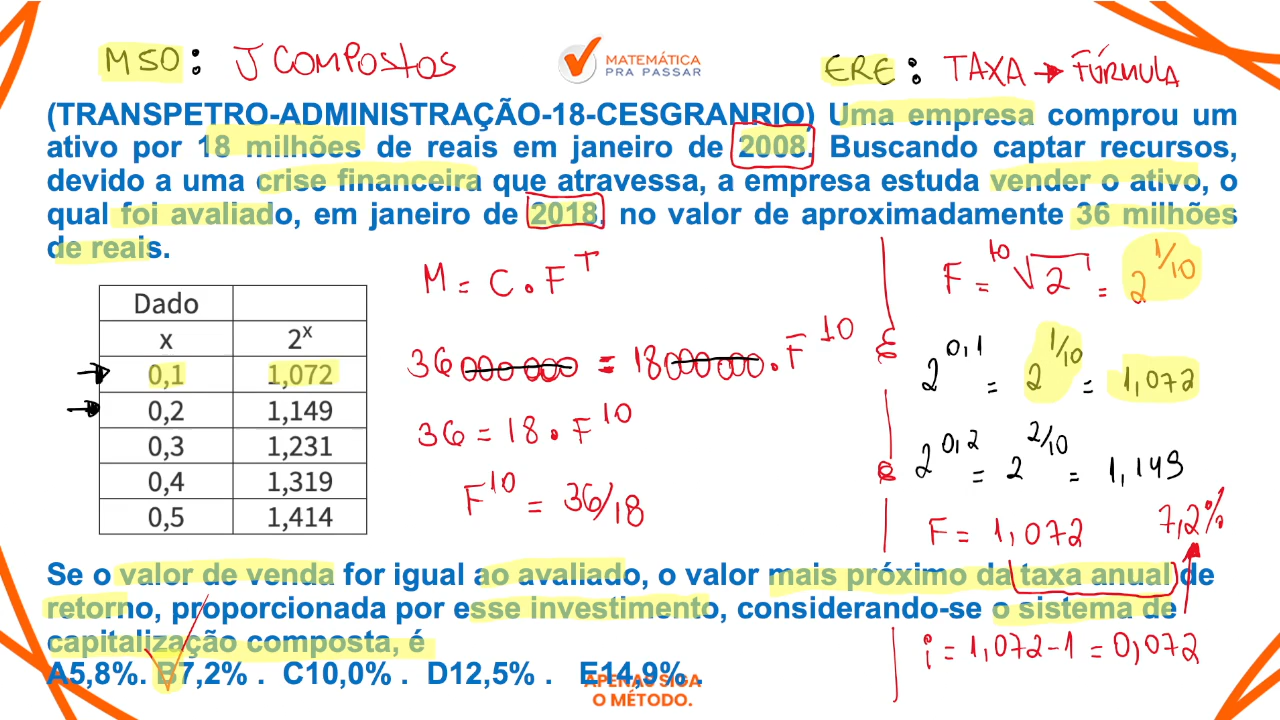 MSO : J COMPOSTOS
MATEMÁTICA
PRA PASSAR
ERE : TAXA → FÓRMULA
(TRANSPETRO-ADMINISTRAÇÃO-18-CESGRANRIO) Uma empresa comprou um
ativo por 18 milhões de reais em janeiro de 2008. Buscando captar recursos,
devido a uma crise financeira que atravessa, a empresa estuda vender o ativo, o
qual foi avaliado, em janeiro de 2018, no valor de aproximadamente 36 milhões
de reais.
Dado
x 2^x
0,1 1,072
0,2 1,149
0,3 1,231
0,4 1,319
0,5 1,414
M = C . F^T
36 000 000 = 18 000 000 . F^10
36 = 18 . F^10
F^10 = 36/18
F = ¹⁰√2 = 2^1/10
2^0,1 = 2^1/10 = 1,072
2^0,2 = 2^2/10 = 1,149
F = 1,072 7,2%
Se o valor de venda for igual ao avaliado, o valor mais próximo da taxa anual de
retorno, proporcionada por esse investimento, considerando-se o sistema de
capitalização composta, é
i = 1,072 - 1 = 0,072
A5,8%. B7,2% . C10,0% . D12,5% . E14,9% .
APENAS SIGA
O MÉTODO.